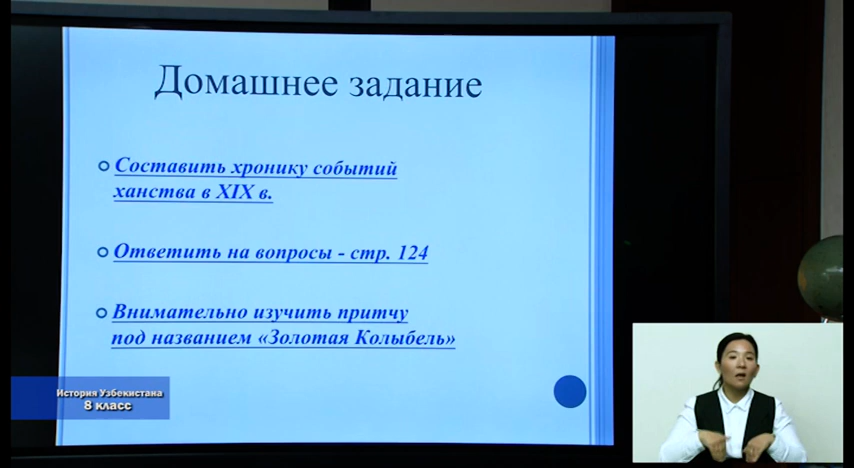 Домашнее задание
Составить хронику событий
ханства в XIX в.
Ответить на вопросы - стр. 124
Внимательно изучить притчу
под названием «Золотая Колыбель»
История Узбекистана
8 класс